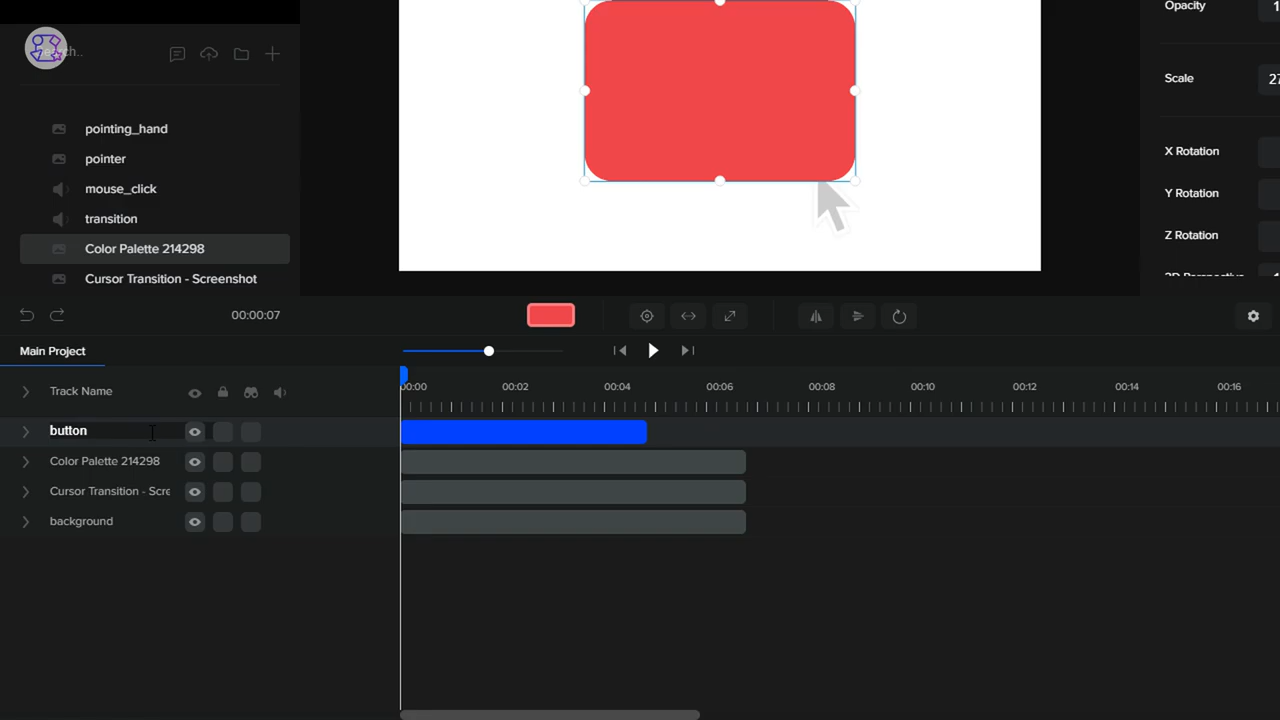 Opacity
Scale
27
X Rotation
Y Rotation
Z Rotation
pointing_hand
pointer
mouse_click
transition
Color Palette 214298
Cursor Transition - Screenshot
00:00:07
Main Project
Track Name
00:00
00:02
00:04
00:06
00:08
00:10
00:12
00:14
00:16
button
Color Palette 214298
Cursor Transition - Scre
background